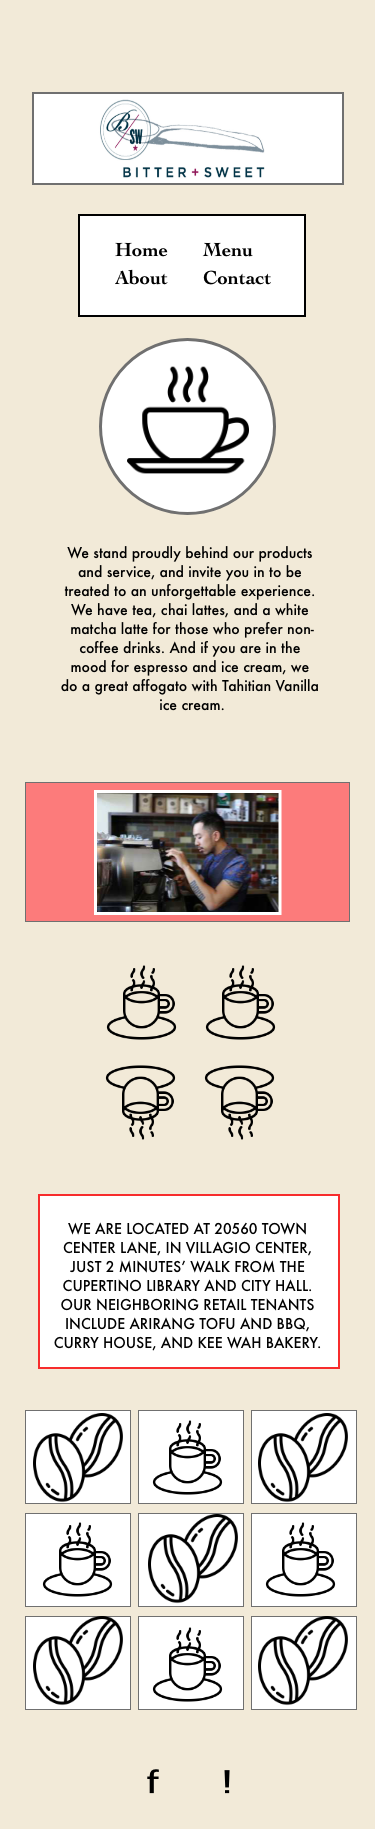 B
SW
BITTER+SWEET
Home Menu
About Contact
We stand proudly behind our products
and service, and invite you in to be
treated to an unforgettable experience.
We have tea, chai lattes, and a white
matcha latte for those who prefer non-
coffee drinks. And if you are in the
mood for espresso and ice cream, we
do a great affogato with Tahitian Vanilla
ice cream.
WE ARE LOCATED AT 20560 TOWN
CENTER LANE, IN VILLAGIO CENTER,
JUST 2 MINUTES’ WALK FROM THE
CUPERTINO LIBRARY AND CITY HALL.
OUR NEIGHBORING RETAIL TENANTS
INCLUDE ARIRANG TOFU AND BBQ,
CURRY HOUSE, AND KEE WAH BAKERY.
f !